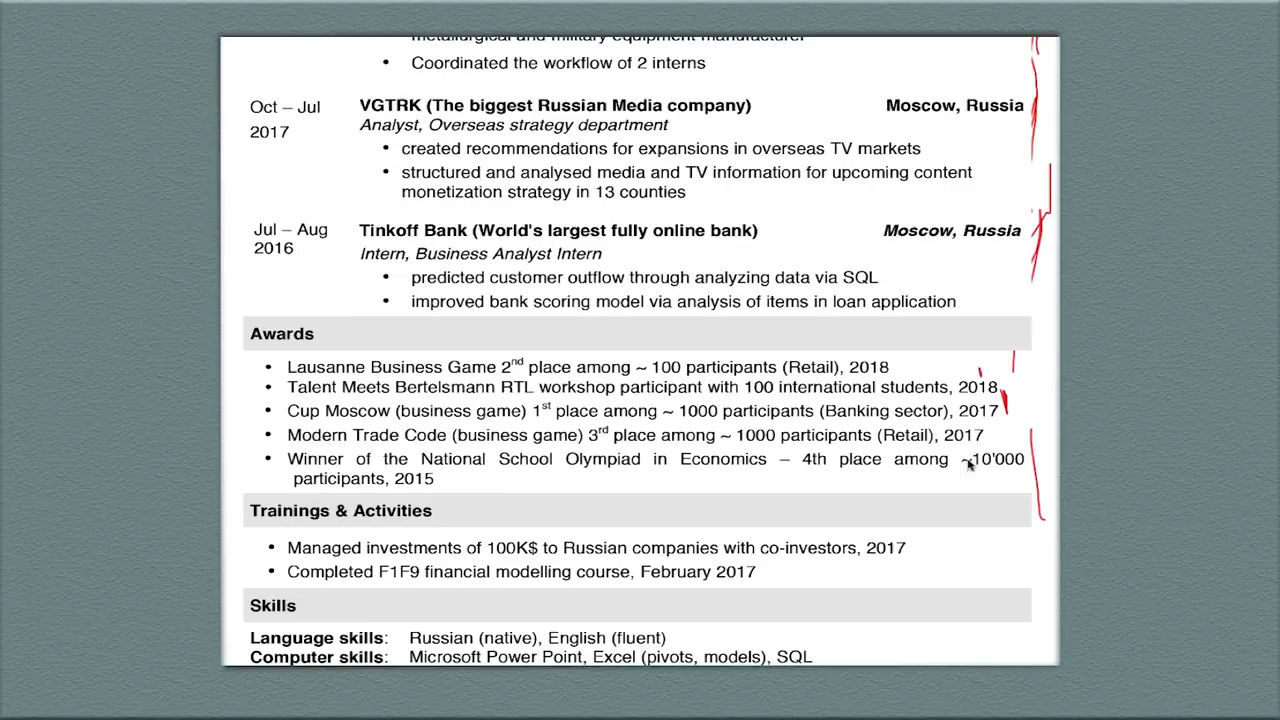 metallurgical and military equipment manufacturer
• Coordinated the workflow of 2 interns
Oct – Jul 2017
VGTRK (The biggest Russian Media company) Moscow, Russia
Analyst, Overseas strategy department
• created recommendations for expansions in overseas TV markets
• structured and analysed media and TV information for upcoming content
monetization strategy in 13 counties
Jul – Aug 2016
Tinkoff Bank (World's largest fully online bank) Moscow, Russia
Intern, Business Analyst Intern
• predicted customer outflow through analyzing data via SQL
• improved bank scoring model via analysis of items in loan application
Awards
• Lausanne Business Game 2nd place among ~ 100 participants (Retail), 2018
• Talent Meets Bertelsmann RTL workshop participant with 100 international students, 2018
• Cup Moscow (business game) 1st place among ~ 1000 participants (Banking sector), 2017
• Modern Trade Code (business game) 3rd place among ~ 1000 participants (Retail), 2017
• Winner of the National School Olympiad in Economics – 4th place among ~10'000
participants, 2015
Trainings & Activities
• Managed investments of 100K$ to Russian companies with co-investors, 2017
• Completed F1F9 financial modelling course, February 2017
Skills
Language skills: Russian (native), English (fluent)
Computer skills: Microsoft Power Point, Excel (pivots, models), SQL